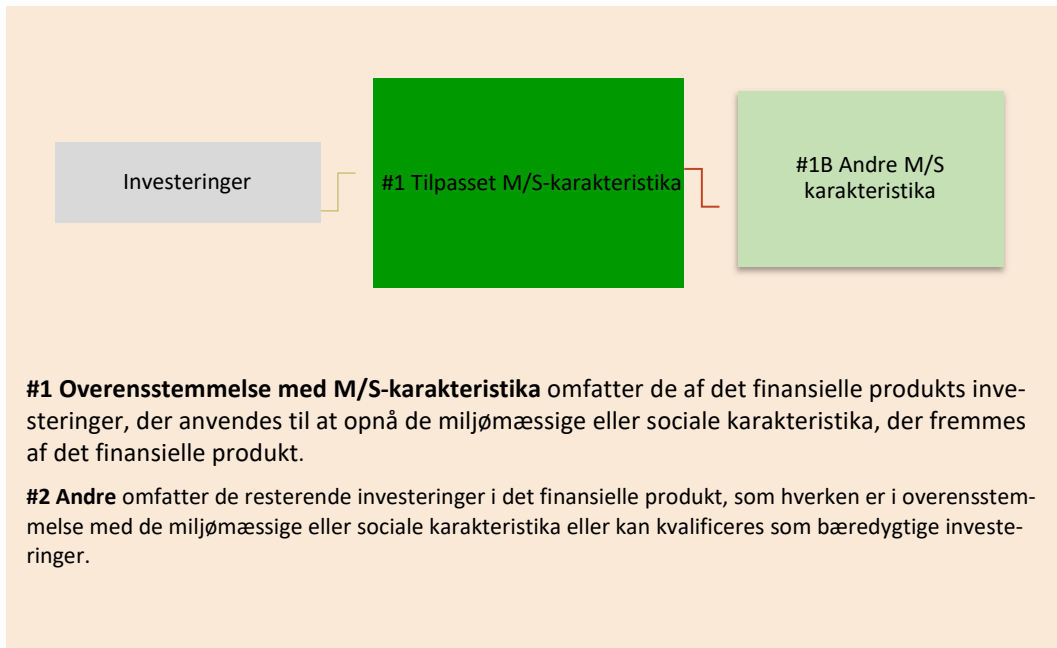 Investeringer
#1 Tilpasset M/S-karakteristika
#1B Andre M/S
karakteristika
#1 Overensstemmelse med M/S-karakteristika omfatter de af det finansielle produkts inve-
steringer, der anvendes til at opnå de miljømæssige eller sociale karakteristika, der fremmes
af det finansielle produkt.
#2 Andre omfatter de resterende investeringer i det finansielle produkt, som hverken er i overensstem-
melse med de miljømæssige eller sociale karakteristika eller kan kvalificeres som bæredygtige investe-
ringer.